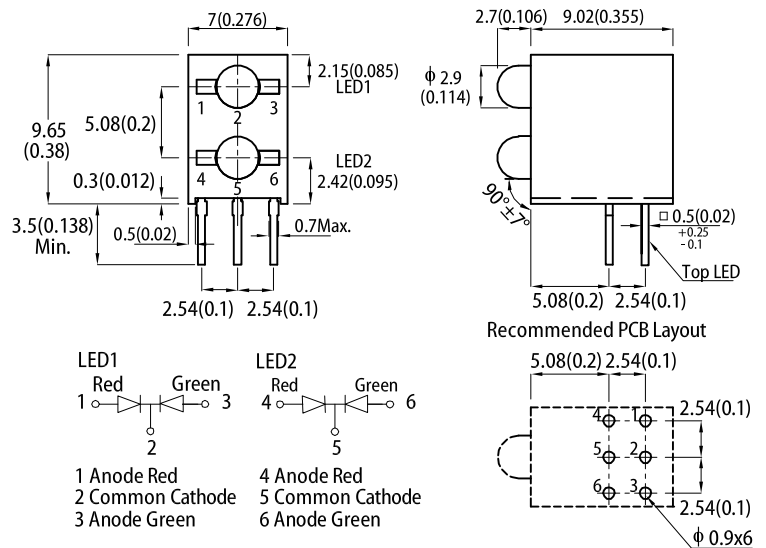 7(0.276)
2.15(0.085)
LED1
1
2
3
5.08(0.2)
9.65
(0.38)
LED2
4
5
6
2.42(0.095)
0.3(0.012)
3.5(0.138)
Min.
0.5(0.02)
0.7Max.
2.54(0.1)
2.54(0.1)
2.7(0.106)
9.02(0.355)
ϕ 2.9
(0.114)
90°±7°
□ 0.5(0.02)
+0.25
-0.1
Top LED
5.08(0.2)
2.54(0.1)
Recommended PCB Layout
5.08(0.2)
2.54(0.1)
4
1
2.54(0.1)
5
2
6
3
2.54(0.1)
ϕ 0.9x6
LED1
Red
Green
1
3
2
1 Anode Red
2 Common Cathode
3 Anode Green
LED2
Red
Green
4
6
5
4 Anode Red
5 Common Cathode
6 Anode Green